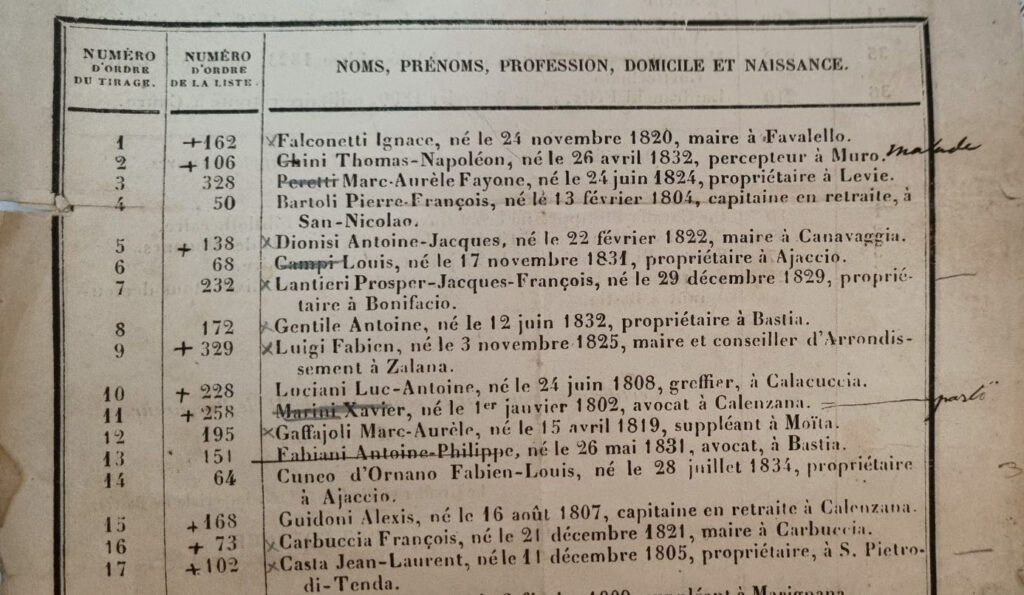 NUMÉRO D'ORDRE DU TIRAGE.
NUMÉRO D'ORDRE DE LA LISTE.
NOMS, PRÉNOMS, PROFESSION, DOMICILE ET NAISSANCE.
1 +162 ×Falconetti Ignace, né le 24 novembre 1820, maire à Favalello.
2 +106 Ghini Thomas-Napoléon, né le 26 avril 1832, percepteur à Muro. malade
3 328 Peretti Marc-Aurèle Fayone, né le 24 juin 1824, propriétaire à Levie.
4 50 Bartoli Pierre-François, né le 13 février 1804, capitaine en retraite, à
San-Nicolao.
5 +138 ×Dionisi Antoine-Jacques, né le 22 février 1822, maire à Canavaggia.
6 68 Campi Louis, né le 17 novembre 1831, propriétaire à Ajaccio.
7 232 ×Lantieri Prosper-Jacques-François, né le 29 décembre 1829, proprié-
taire à Bonifacio.
8 172 ×Gentile Antoine, né le 12 juin 1832, propriétaire à Bastia.
9 +329 ×Luigi Fabien, né le 3 novembre 1825, maire et conseiller d'Arrondis-
sement à Zalana.
10 +228 Luciani Luc-Antoine, né le 24 juin 1808, greffier, à Calacuccia.
11 +258 Marini Xavier, né le 1er janvier 1802, avocat à Calenzana.
12 195 ×Gaffajoli Marc-Aurèle, né le 15 avril 1819, suppléant à Moïta.
13 151 Fabiani Antoine-Philippe, né le 26 mai 1831, avocat, à Bastia.
14 64 Cuneo d'Ornano Fabien-Louis, né le 28 juillet 1834, propriétaire
à Ajaccio.
15 +168 Guidoni Alexis, né le 16 août 1807, capitaine en retraite à Calenzana.
16 +73 ×Carbuccia François, né le 21 décembre 1821, maire à Carbuccia.
17 +102 ×Casta Jean-Laurent, né le 11 décembre 1805, propriétaire, à S. Pietro-
di-Tenda.